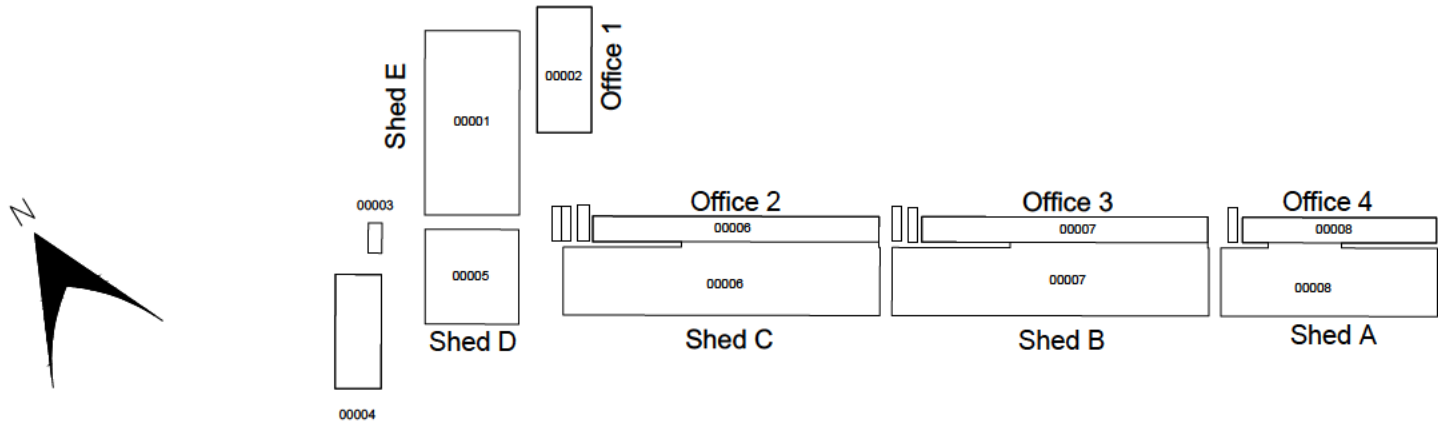 Office 1
00002
Shed E
00001
N
00003
Office 2
Office 3
Office 4
00006
00007
00008
00005
00006
00007
00008
Shed D
Shed C
Shed B
Shed A
00004